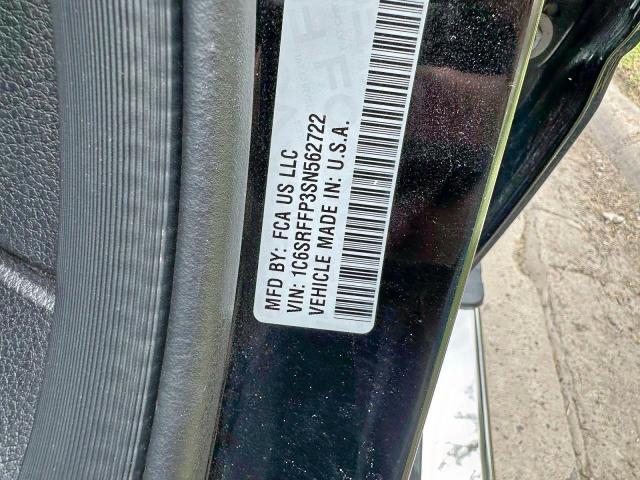 MFD BY: FCA US LLC
VIN: 1C6SRFFP3SN562722
VEHICLE MADE IN: U.S.A.